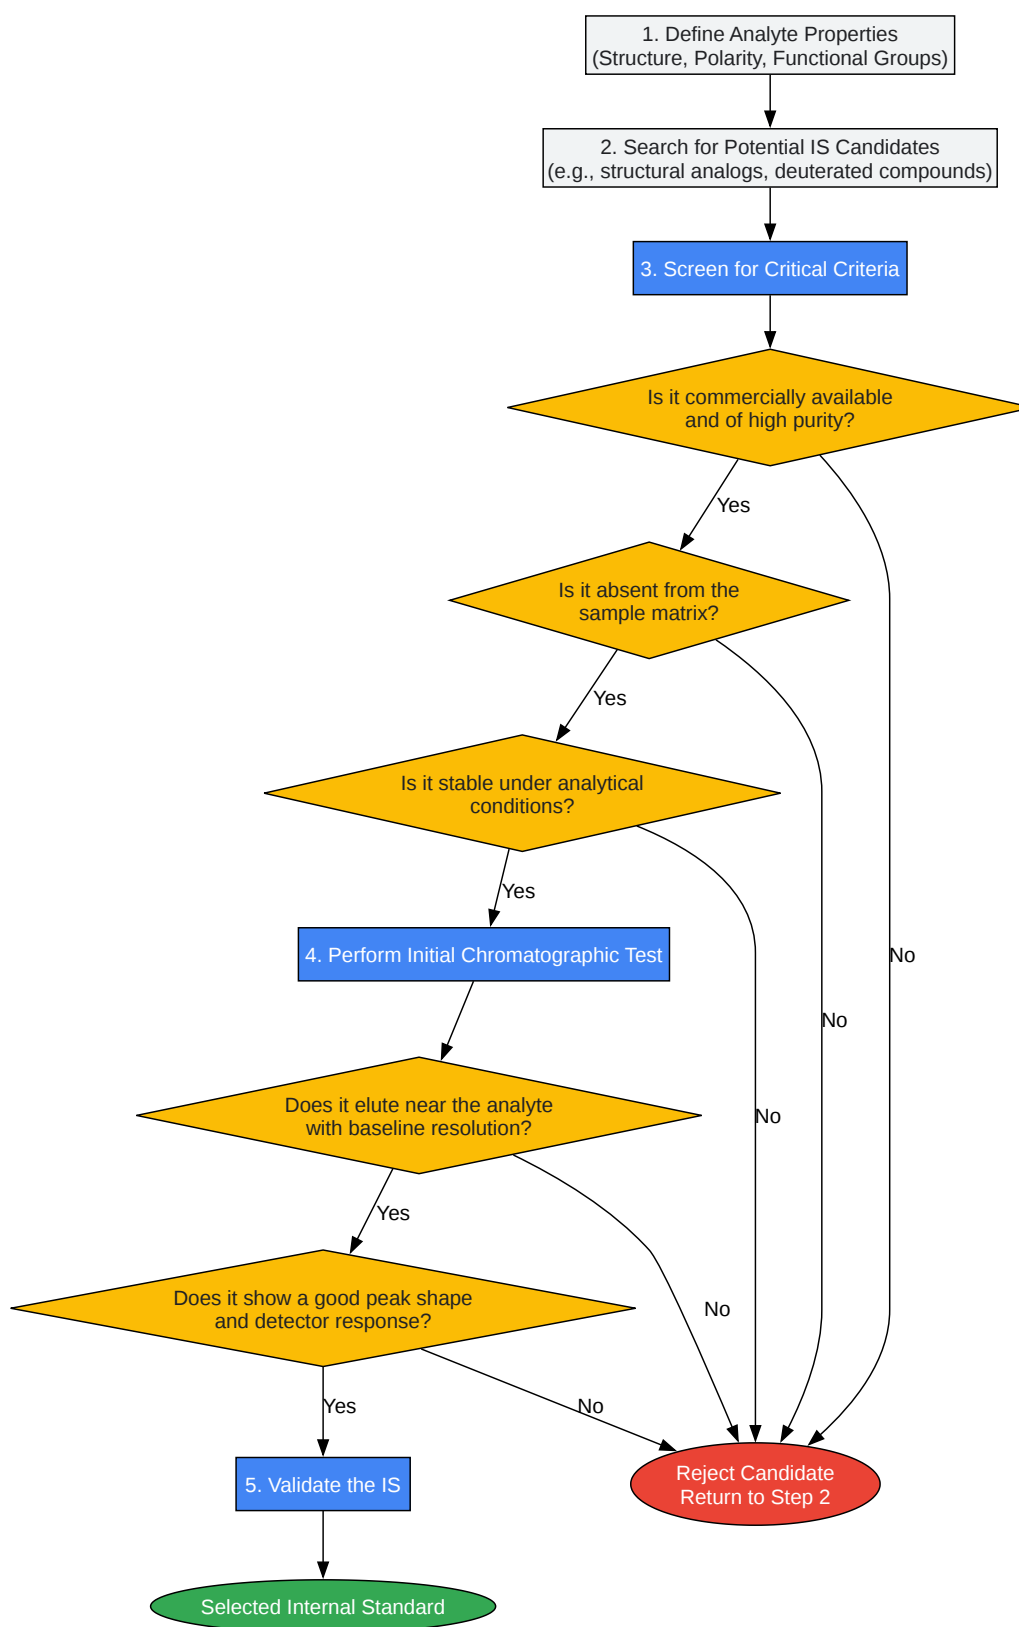 1. Define Analyte Properties
(Structure, Polarity, Functional Groups)
2. Search for Potential IS Candidates
(e.g., structural analogs, deuterated compounds)
3. Screen for Critical Criteria
Is it commercially available
and of high purity?
Yes
Is it absent from the
sample matrix?
Yes
Is it stable under analytical
conditions?
Yes
4. Perform Initial Chromatographic Test
No
No
Does it elute near the analyte
with baseline resolution?
No
Yes
Does it show a good peak shape
and detector response?
No
Yes
No
5. Validate the IS
Reject Candidate
Return to Step 2
Selected Internal Standard